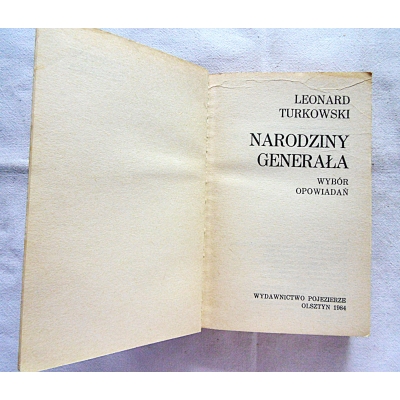 LEONARD
TURKOWSKI
NARODZINY
GENERAŁA
WYBÓR
OPOWIADAŃ
WYDAWNICTWO POJEZIERZE
OLSZTYN 1984